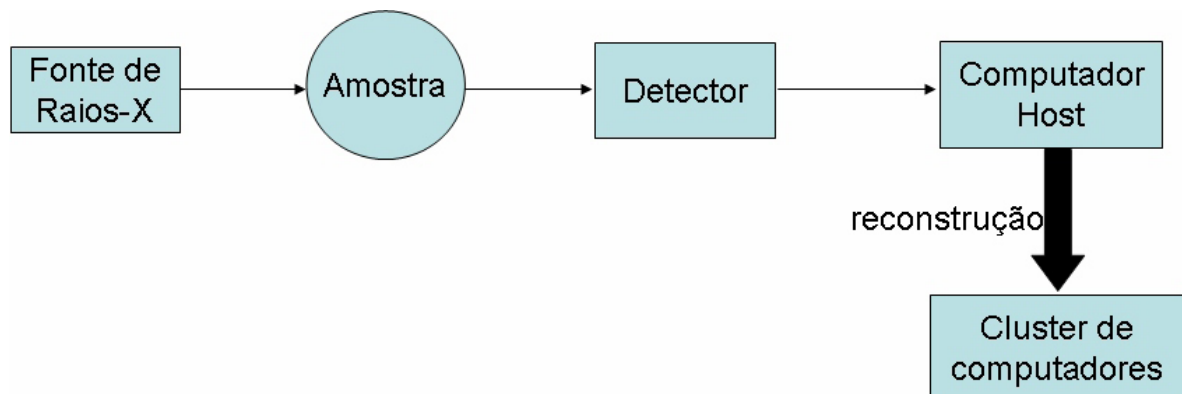 Fonte de
Raios-X
Amostra
Detector
Computador
Host
reconstrução
Cluster de
computadores